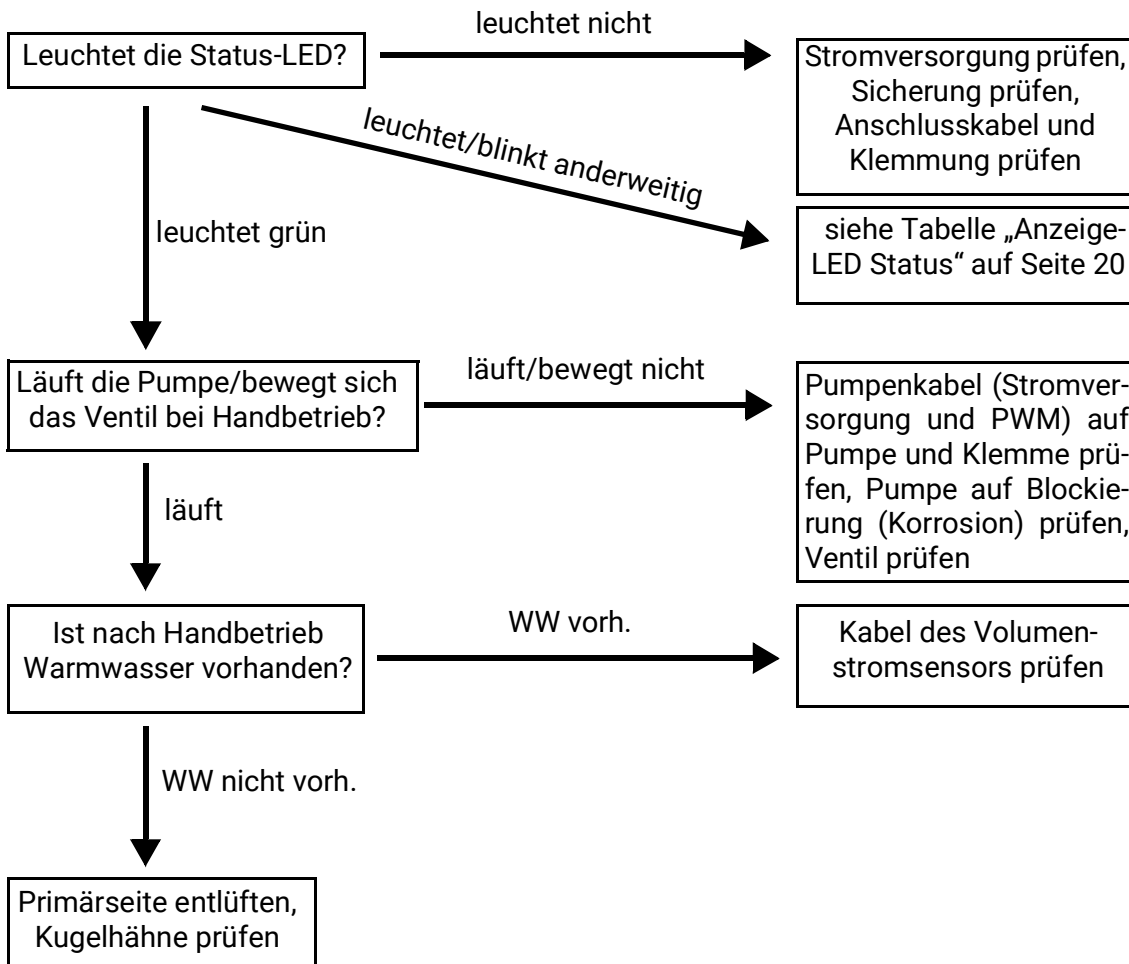 leuchtet nicht
Leuchtet die Status-LED?
Stromversorgung prüfen,
Sicherung prüfen,
Anschlusskabel und
Klemmung prüfen
leuchtet/blinkt anderweitig
leuchtet grün
siehe Tabelle „Anzeige-
LED Status“ auf Seite 20
Läuft die Pumpe/bewegt sich
das Ventil bei Handbetrieb?
läuft/bewegt nicht
Pumpenkabel (Stromver-
sorgung und PWM) auf
Pumpe und Klemme prü-
fen, Pumpe auf Blockie-
rung (Korrosion) prüfen,
Ventil prüfen
läuft
Ist nach Handbetrieb
Warmwasser vorhanden?
WW vorh.
Kabel des Volumen-
stromsensors prüfen
WW nicht vorh.
Primärseite entlüften,
Kugelhähne prüfen